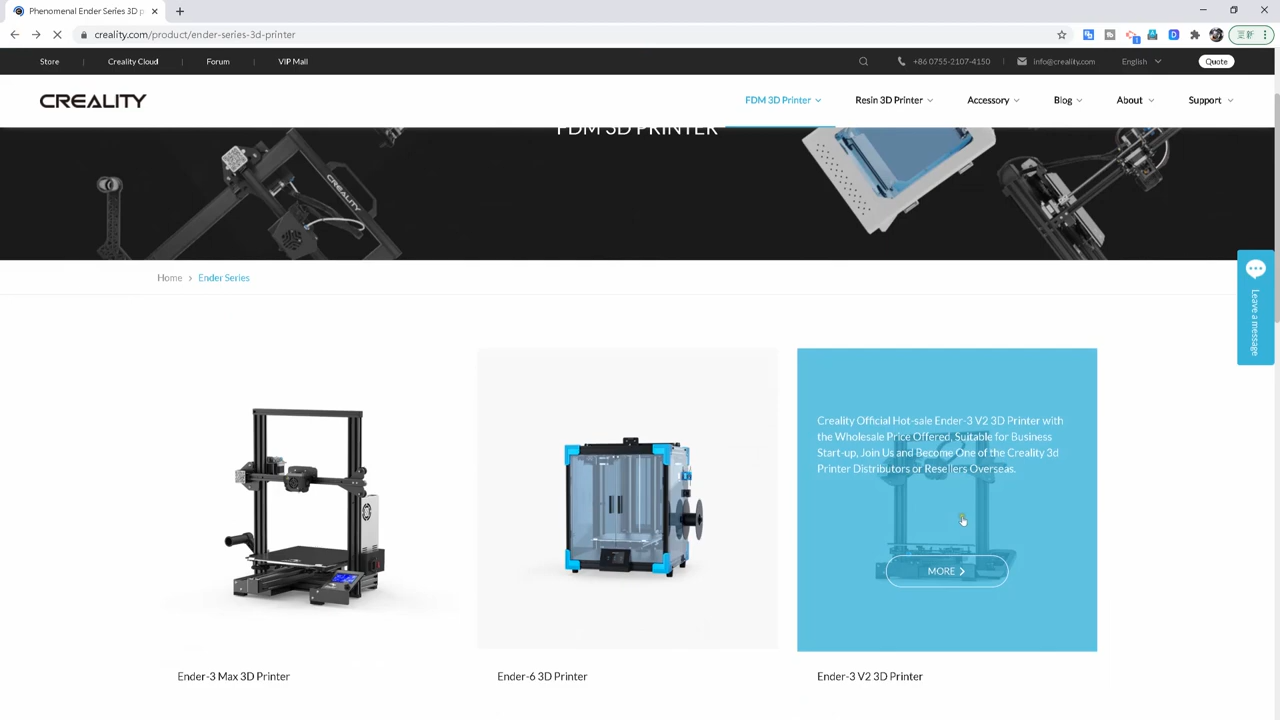 Phenomenal Ender Series 3D p
creality.com/product/ender-series-3d-printer
更新
Store
Creality Cloud
Forum
VIP Mall
+86 0755-2107-4150
info@creality.com
English
Quote
CREALITY
FDM 3D Printer
Resin 3D Printer
Accessory
Blog
About
Support
FDM 3D PRINTER
CREALITY
Home > Ender Series
Leave a message
Creality Official Hot-sale Ender-3 V2 3D Printer with
the Wholesale Price Offered, Suitable for Business
Start-up, Join Us and Become One of the Creality 3d
Printer Distributors or Resellers Overseas.
MORE >
Ender-3 Max 3D Printer
Ender-6 3D Printer
Ender-3 V2 3D Printer